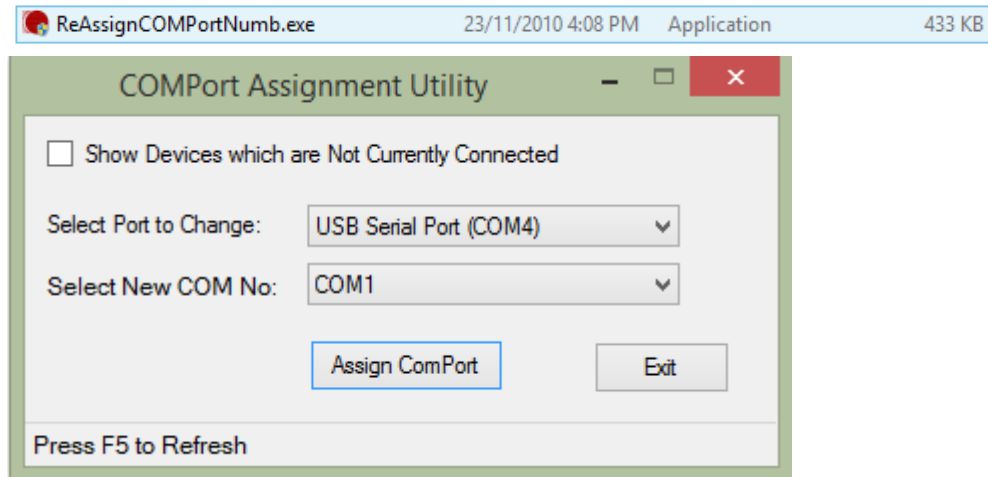 ReAssignCOMPortNumb.exe 23/11/2010 4:08 PM Application 433 KB
COMPort Assignment Utility
Show Devices which are Not Currently Connected
Select Port to Change: USB Serial Port (COM4)
Select New COM No: COM1
Assign ComPort Exit
Press F5 to Refresh